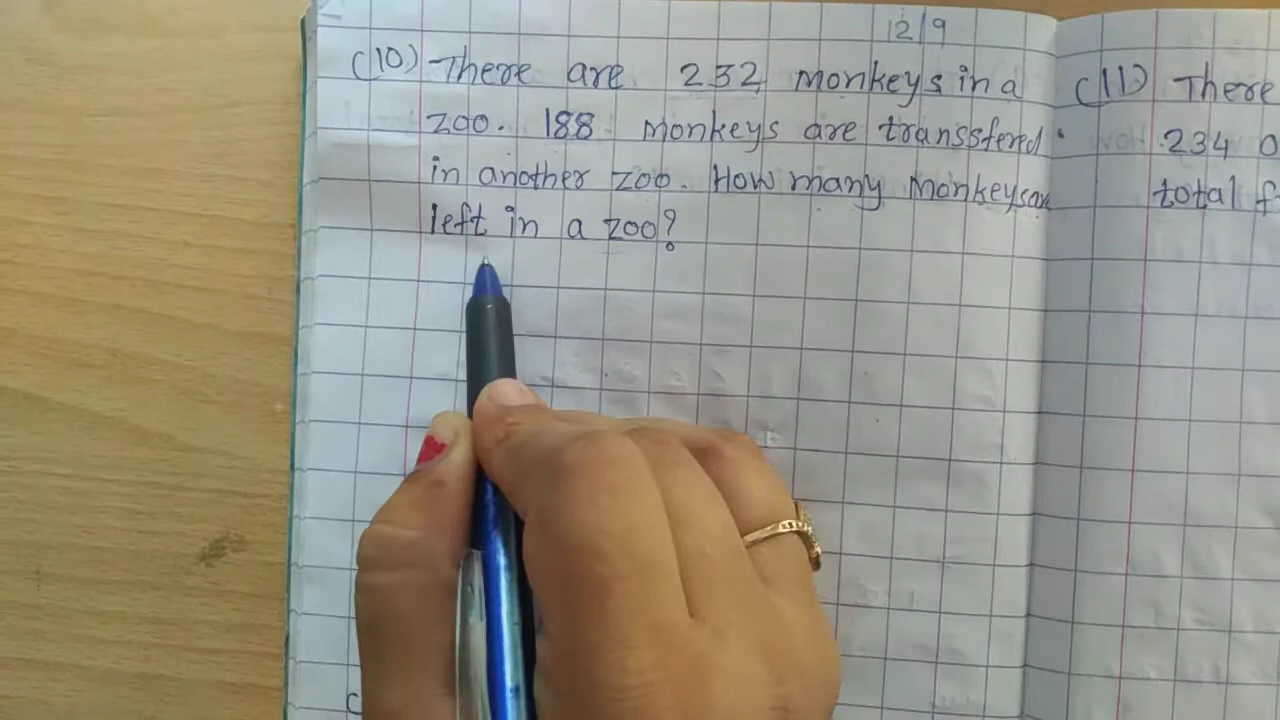 12/9
(10) There are 232 monkeys in a
zoo. 188 monkeys are transsfered
in another zoo. How many monkeys are
left in a zoo?
(11) There
234
total f